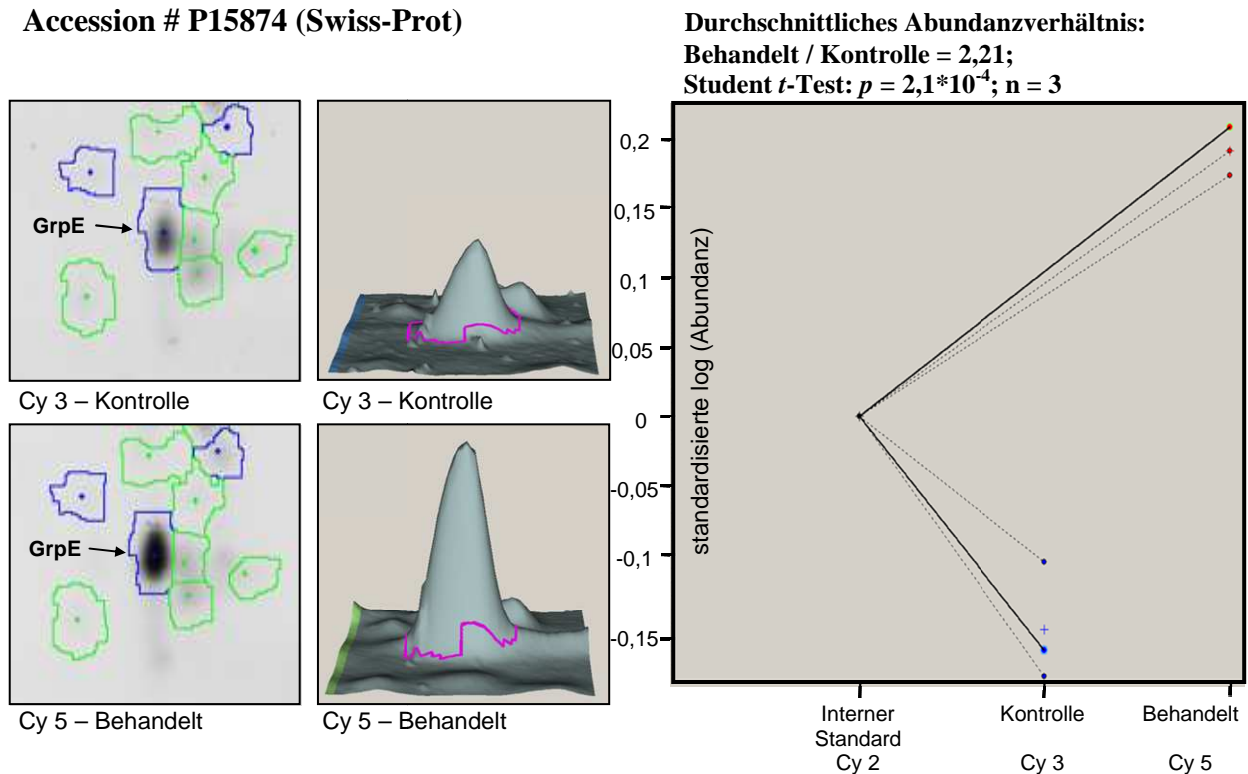 Accession # P15874 (Swiss-Prot)
Durchschnittliches Abundanzverhältnis:
Behandelt / Kontrolle = 2,21;
Student t-Test: p = 2,1*10⁻⁴; n = 3
GrpE
Cy 3 – Kontrolle
Cy 3 – Kontrolle
GrpE
Cy 5 – Behandelt
Cy 5 – Behandelt
0,2
0,15
0,1
0,05
0
-0,05
-0,1
-0,15
standardisierte log (Abundanz)
Interner
Standard
Cy 2
Kontrolle
Cy 3
Behandelt
Cy 5